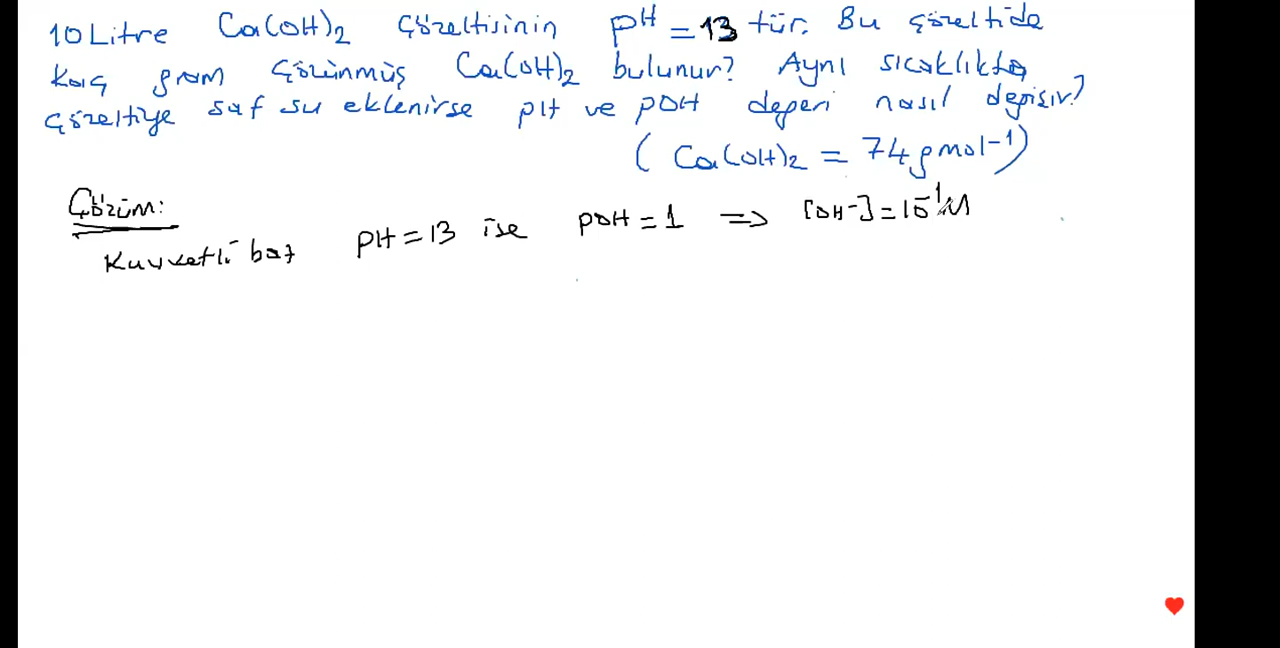 10 Litre Ca(OH)2 çözeltisinin pH = 13 tür. Bu çözeltide
kaç gram çözünmüş Ca(OH)2 bulunur? Aynı sıcaklıkta
çözeltiye saf su eklenirse pH ve pOH değeri nasıl değişir?
( Ca(OH)2 = 74 g mol-1 )
Çözüm:
Kuvvetli baz pH = 13 ise pOH = 1 => [OH-] = 10-1 M